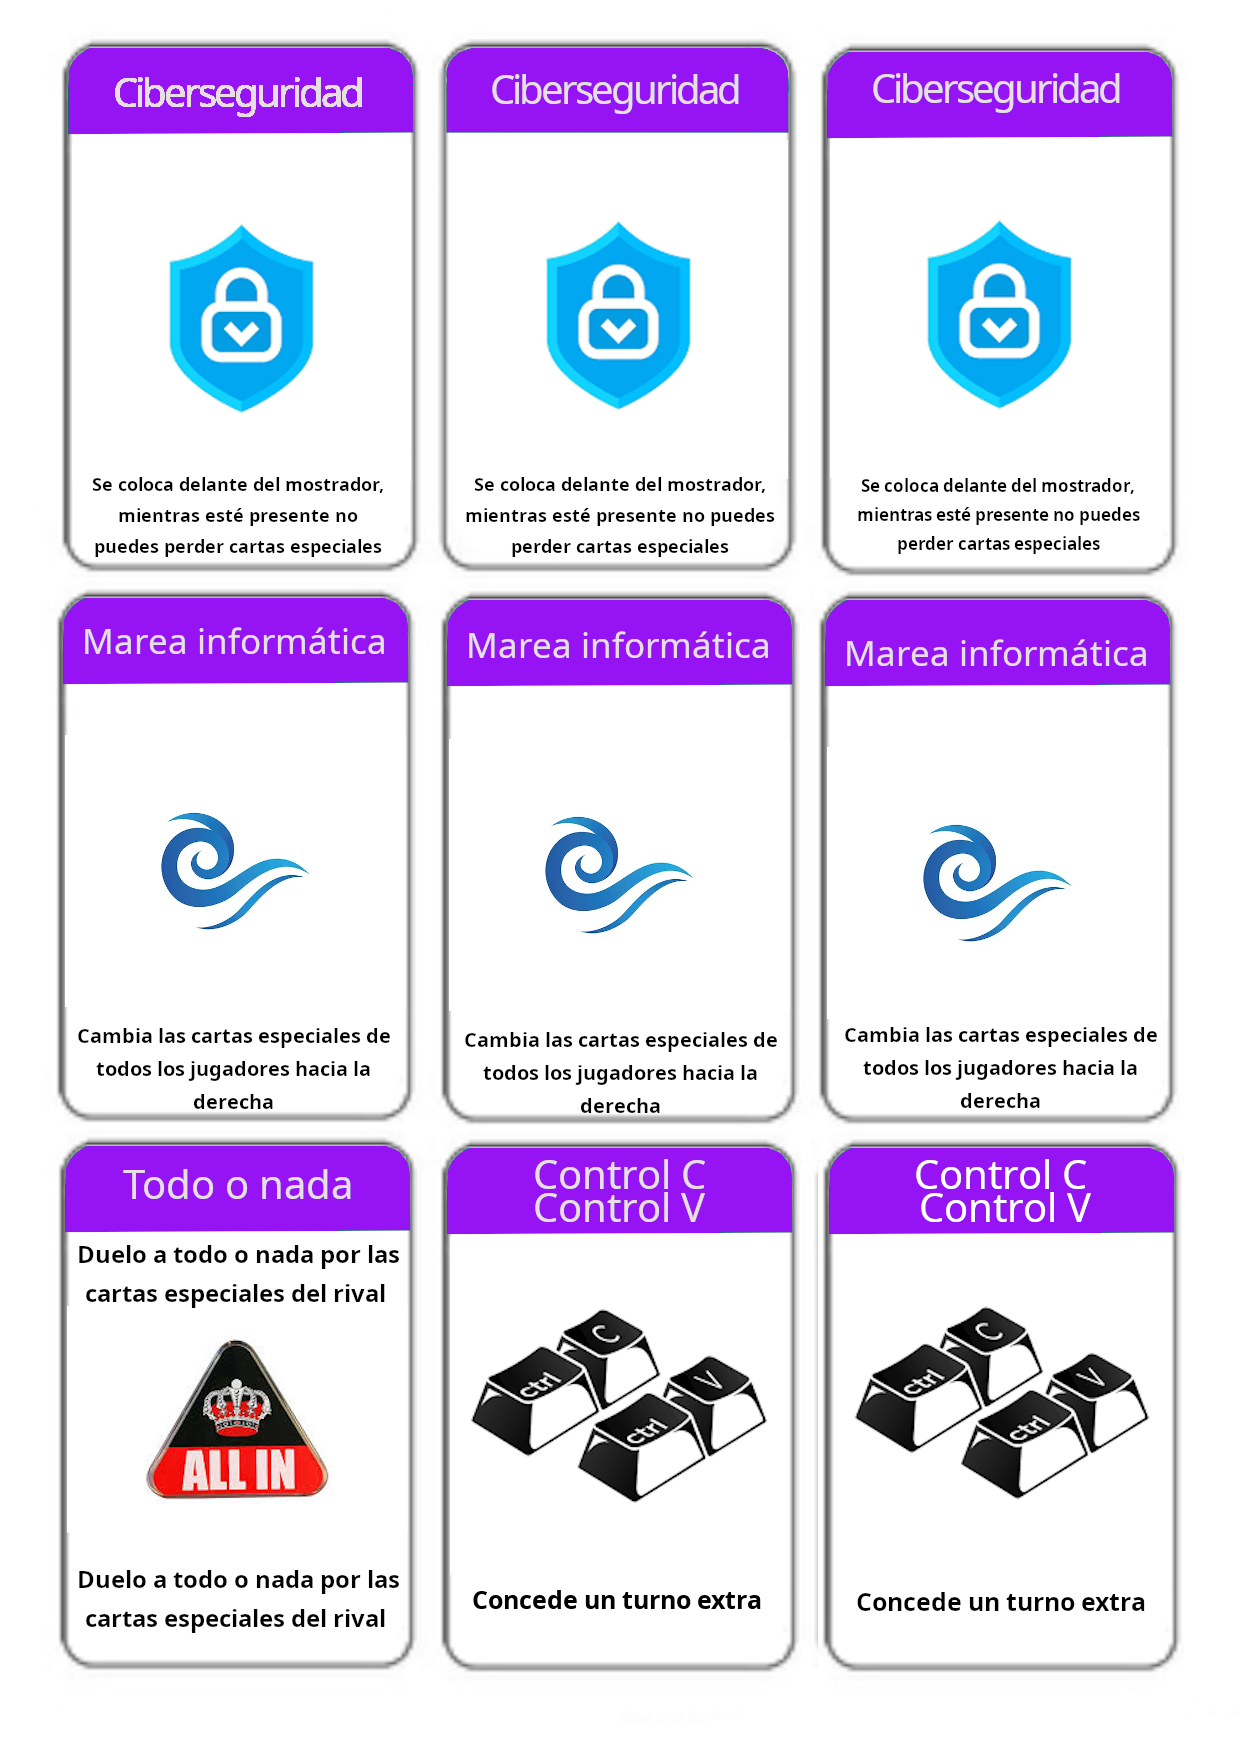 Ciberseguridad
Se coloca delante del mostrador,
mientras esté presente no
puedes perder cartas especiales
Ciberseguridad
Se coloca delante del mostrador,
mientras esté presente no puedes
perder cartas especiales
Ciberseguridad
Se coloca delante del mostrador,
mientras esté presente no puedes
perder cartas especiales
Marea informática
Cambia las cartas especiales de
todos los jugadores hacia la
derecha
Marea informática
Cambia las cartas especiales de
todos los jugadores hacia la
derecha
Marea informática
Cambia las cartas especiales de
todos los jugadores hacia la
derecha
Todo o nada
Duelo a todo o nada por las
cartas especiales del rival
ALL IN
Duelo a todo o nada por las
cartas especiales del rival
Control C
Control V
C
ctrl
V
ctrl
Concede un turno extra
Control C
Control V
C
ctrl
V
ctrl
Concede un turno extra